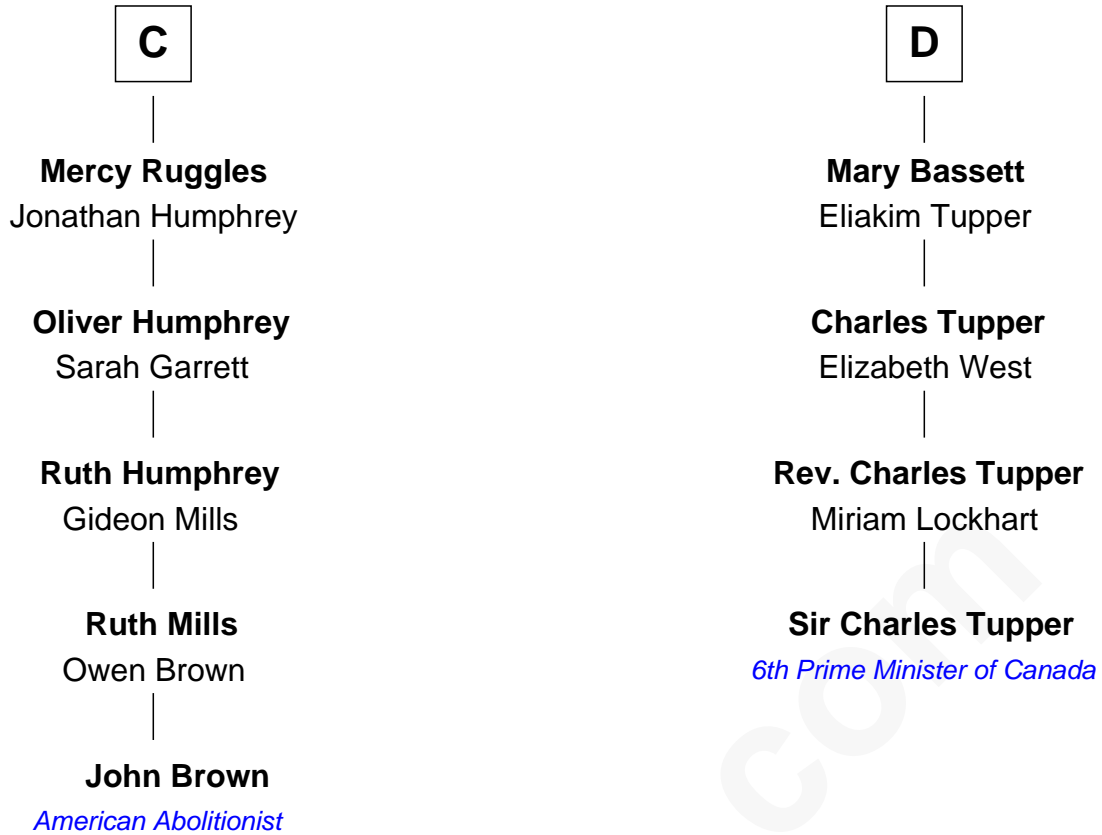 C
Mercy Ruggles
Jonathan Humphrey
Oliver Humphrey
Sarah Garrett
Ruth Humphrey
Gideon Mills
Ruth Mills
Owen Brown
John Brown
American Abolitionist
D
Mary Bassett
Eliakim Tupper
Charles Tupper
Elizabeth West
Rev. Charles Tupper
Miriam Lockhart
Sir Charles Tupper
6th Prime Minister of Canada
com